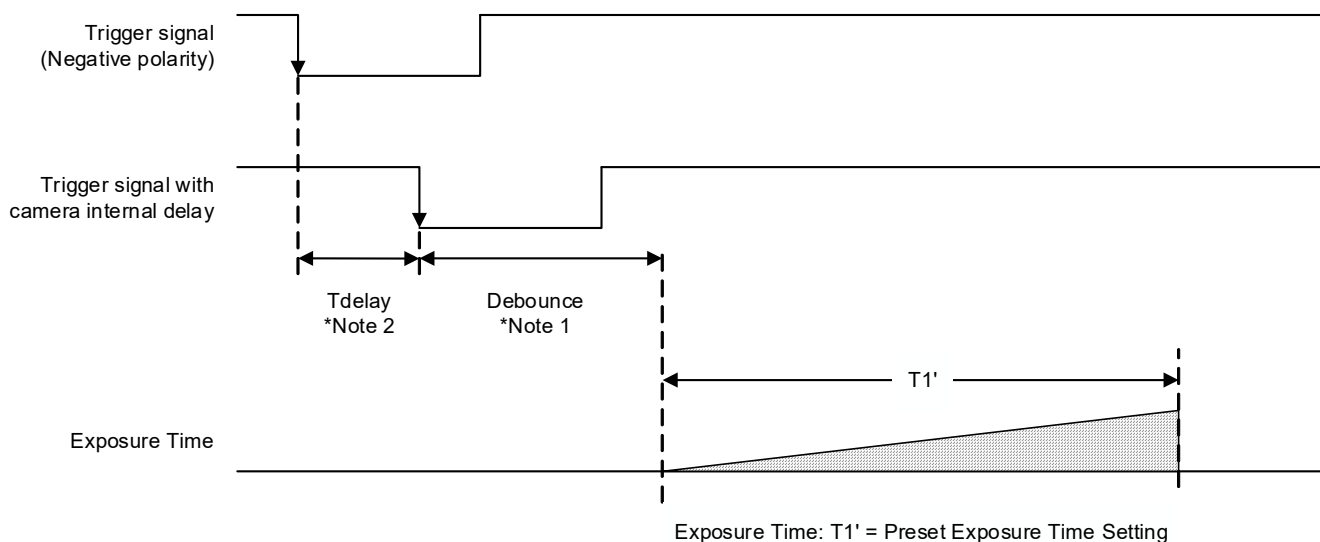 Trigger signal
(Negative polarity)
Trigger signal with
camera internal delay
Tdelay
*Note 2
Debounce
*Note 1
T1'
Exposure Time
Exposure Time: T1' = Preset Exposure Time Setting